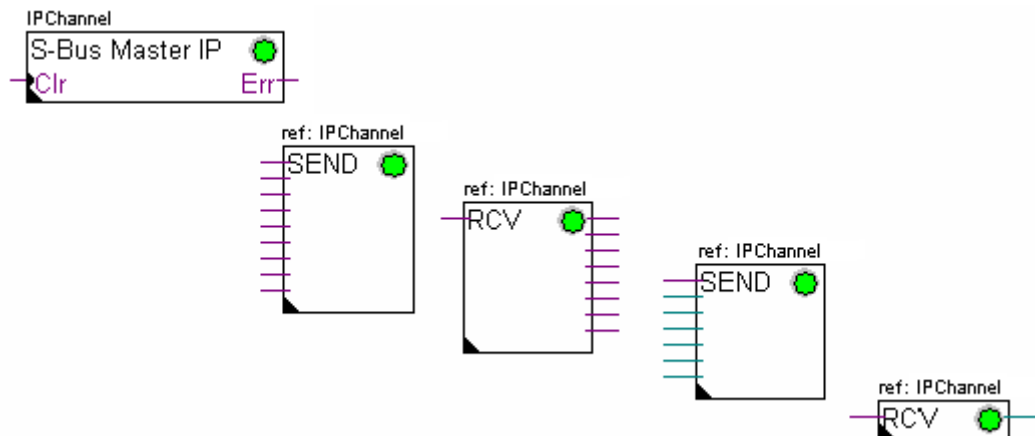 IPChannel
S-Bus Master IP
Clr Err
ref: IPChannel
SEND
ref: IPChannel
RCV
ref: IPChannel
SEND
ref: IPChannel
RCV